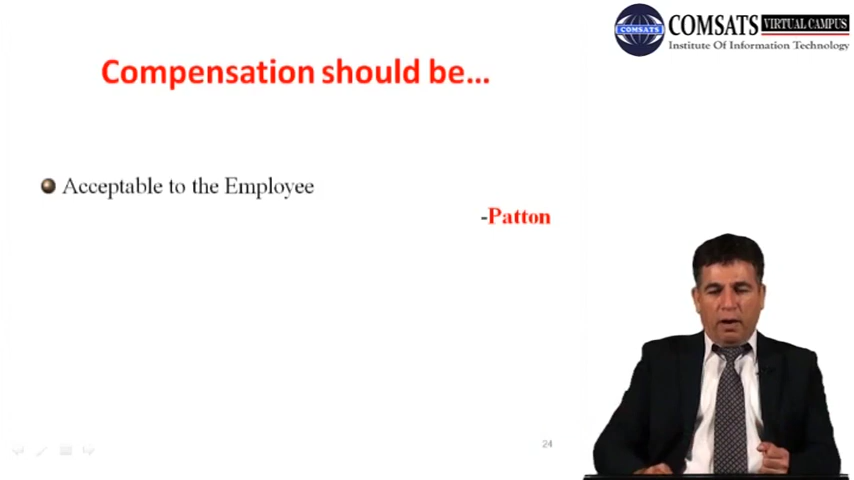 COMSATS
COMSATS VIRTUAL CAMPUS
Institute Of Information Technology
Compensation should be...
Acceptable to the Employee
-Patton
24